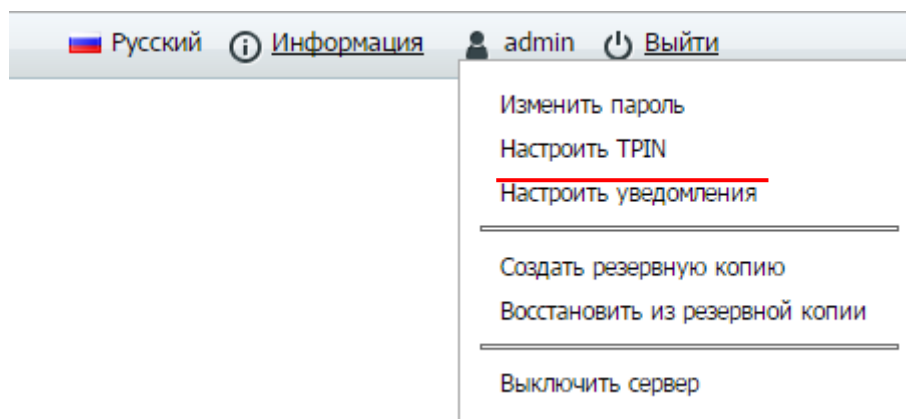 Русский Информация admin Выйти
Изменить пароль
Настроить TPIN
Настроить уведомления
Создать резервную копию
Восстановить из резервной копии
Выключить сервер